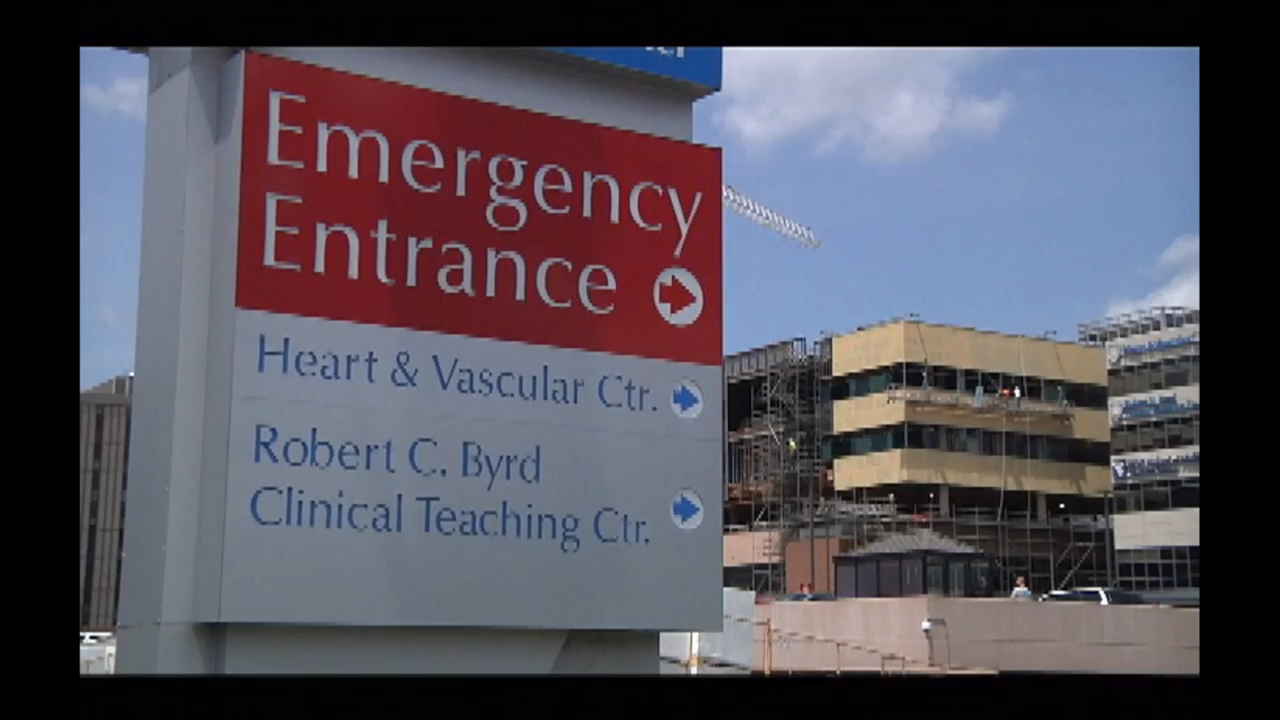 Emergency
Entrance
Heart & Vascular Ctr.
Robert C. Byrd
Clinical Teaching Ctr.